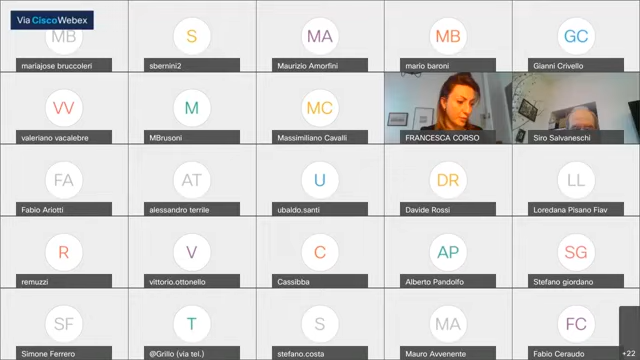 Via Cisco Webex
MB
S
MA
MB
GC
mariajose bruccoleri
sbernini2
Maurizio Amorfini
mario baroni
Gianni Crivello
VV
M
MC
valeriano vacalebre
MBrusoni
Massimiliano Cavalli
FRANCESCA CORSO
Siro Salvaneschi
FA
AT
U
DR
LL
Fabio Ariotti
alessandro terrile
ubaldo.santi
Davide Rossi
Loredana Pisano Fiav
R
V
C
AP
SG
remuzzi
vittorio.ottonello
Cassibba
Alberto Pandolfo
Stefano giordano
SF
T
S
MA
FC
Simone Ferrero
@Grillo (via tel.)
stefano.costa
Mauro Avvenente
Fabio Ceraudo
+22